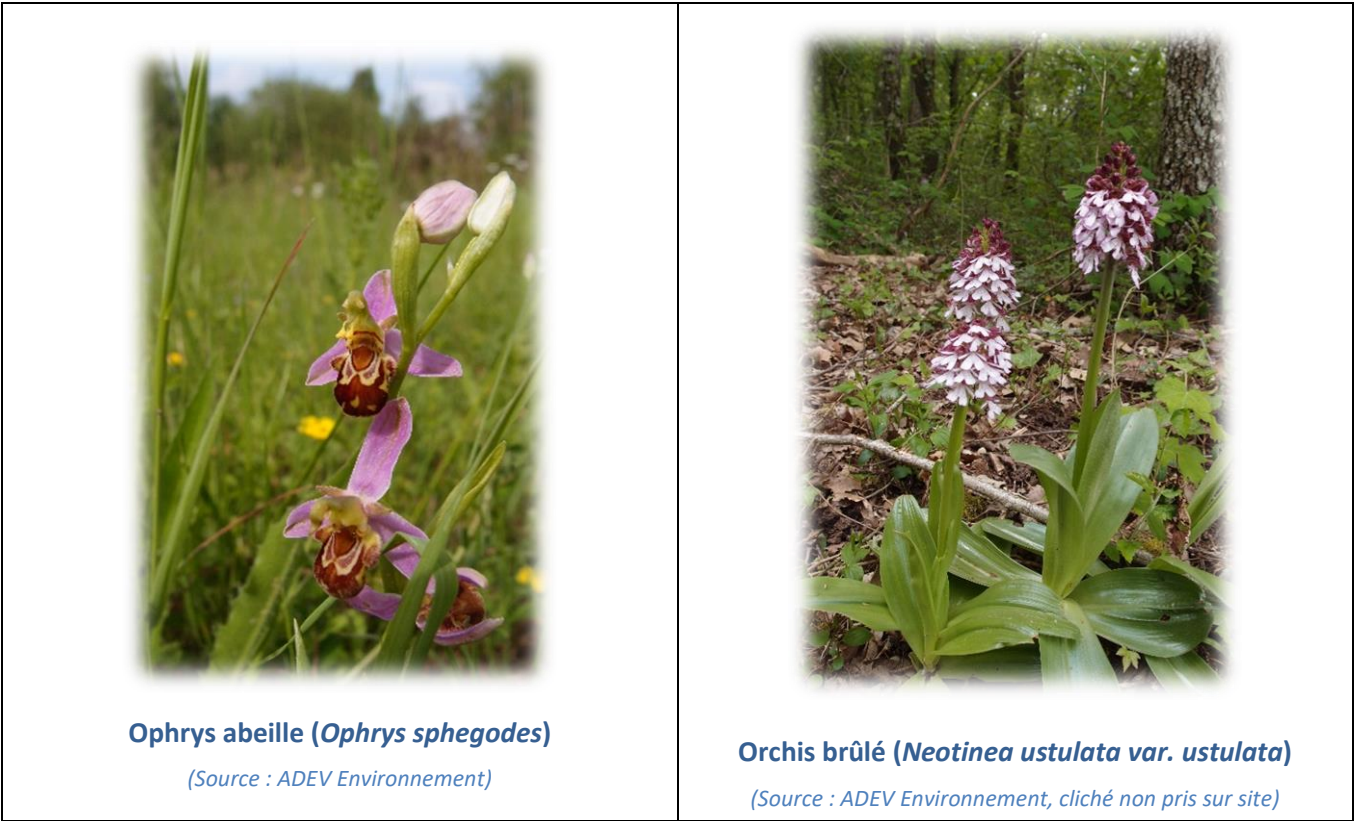 Ophrys abeille (Ophrys sphegodes)
(Source : ADEV Environnement)
Orchis brûlé (Neotinea ustulata var. ustulata)
(Source : ADEV Environnement, cliché non pris sur site)